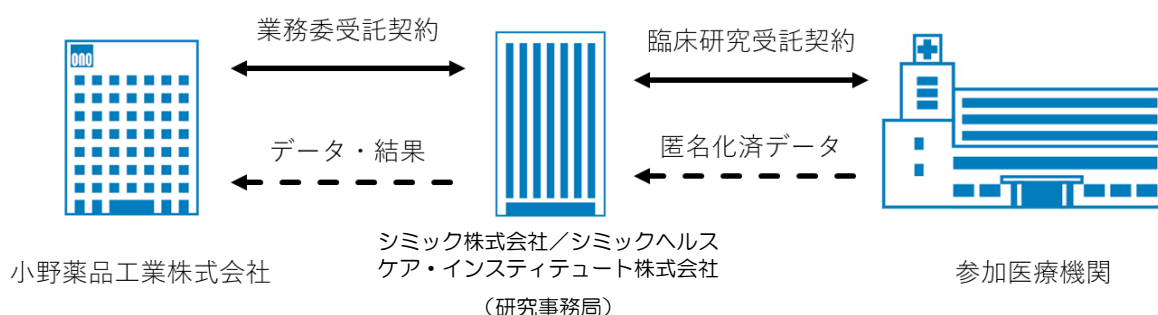 業務委受託契約
臨床研究受託契約
ono
データ・結果
匿名化済データ
シミック株式会社／シミックヘルス
ケア・インスティテュート株式会社
小野薬品工業株式会社
参加医療機関
（研究事務局）